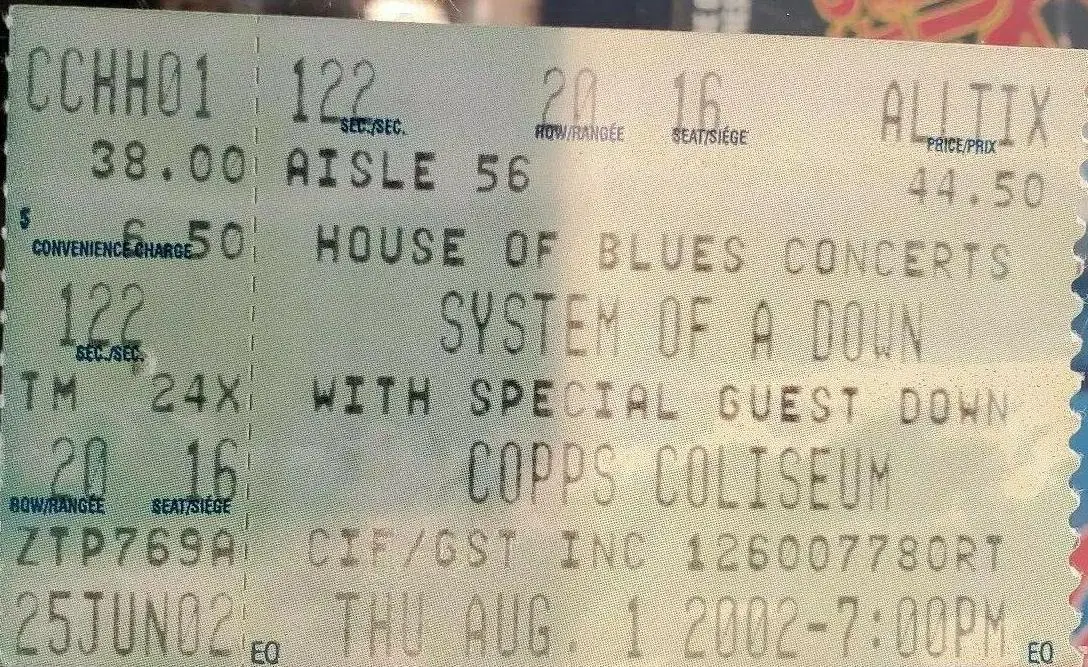 CCHH01 122 20 16 ALLTIX
SEC./SEC. ROW/RANGÉE SEAT/SIÈGE PRICE/PRIX
38.00 AISLE 56 44.50
$ 6.50 HOUSE OF BLUES CONCERTS
CONVENIENCE CHARGE
122 SYSTEM OF A DOWN
SEC./SEC.
TM 24X WITH SPECIAL GUEST DOWN
20 16 COPPS COLISEUM
ROW/RANGÉE SEAT/SIÈGE
ZTP769A CIF/GST INC 126007780RT
25JUN02 THU AUG. 1 2002-7:00PM
EQ EQ